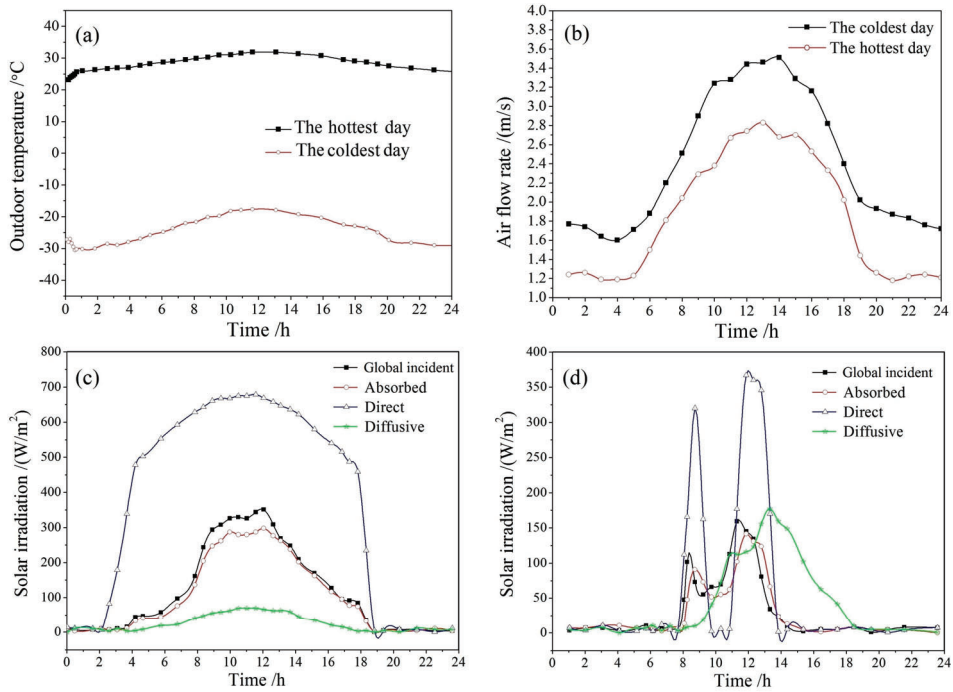 (a)
Outdoor temperature /°C
40
30
20
10
0
-10
-20
-30
-40
The hottest day
The coldest day
0 2 4 6 8 10 12 14 16 18 20 22 24
Time /h
(b)
Air flow rate /(m/s)
4.0
3.8
3.6
3.4
3.2
3.0
2.8
2.6
2.4
2.2
2.0
1.8
1.6
1.4
1.2
1.0
The coldest day
The hottest day
0 2 4 6 8 10 12 14 16 18 20 22 24
Time /h
(c)
Solar irradiation /(W/m²)
800
700
600
500
400
300
200
100
0
Global incident
Absorbed
Direct
Diffusive
0 2 4 6 8 10 12 14 16 18 20 22 24
Time /h
(d)
Solar irradiation /(W/m²)
400
350
300
250
200
150
100
50
0
Global incident
Absorbed
Direct
Diffusive
0 2 4 6 8 10 12 14 16 18 20 22 24
Time /h